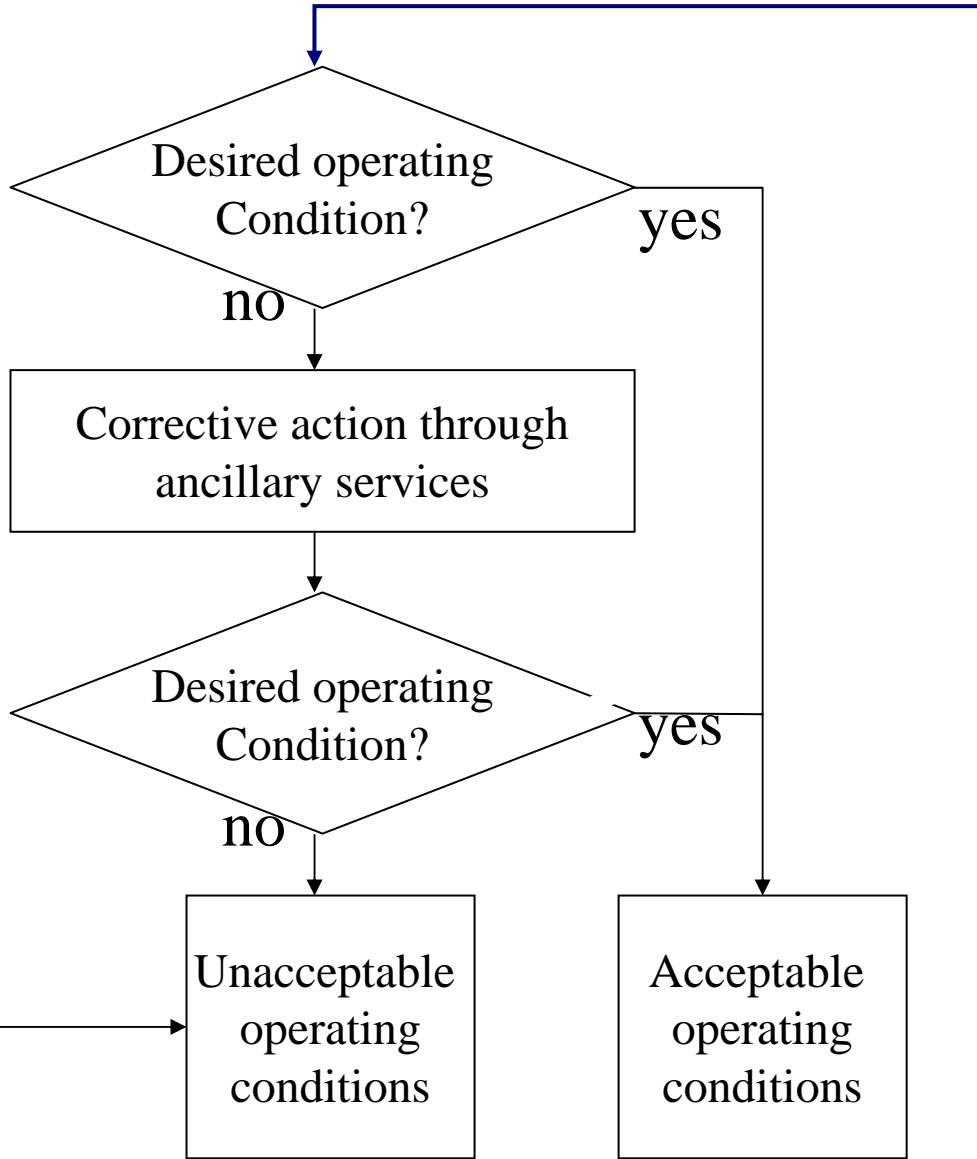 Desired operating
Condition?
yes
no
Corrective action through
ancillary services
Desired operating
Condition?
yes
no
Unacceptable
operating
conditions
Acceptable
operating
conditions